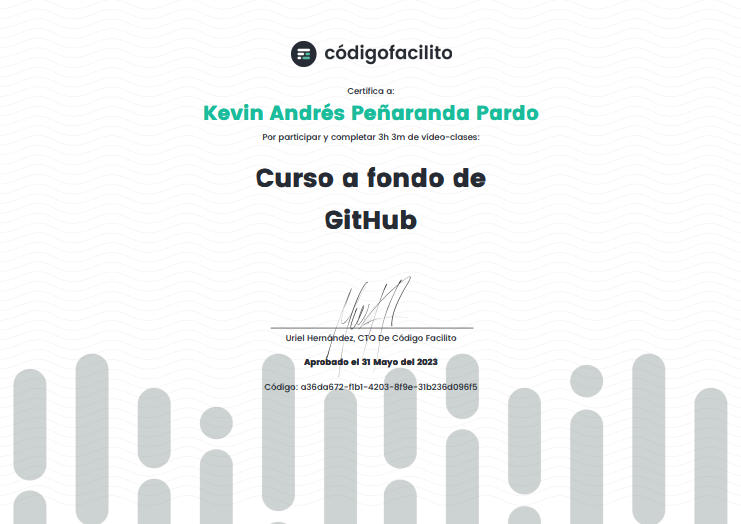 códigofacilito
Certifica a:
Kevin Andrés Peñaranda Pardo
Por participar y completar 3h 3m de vídeo-clases:
Curso a fondo de
GitHub
Uriel Hernández, CTO De Código Facilito
Aprobado el 31 Mayo del 2023
Código: a36da672-f1b1-4203-8f9e-31b236d096f5